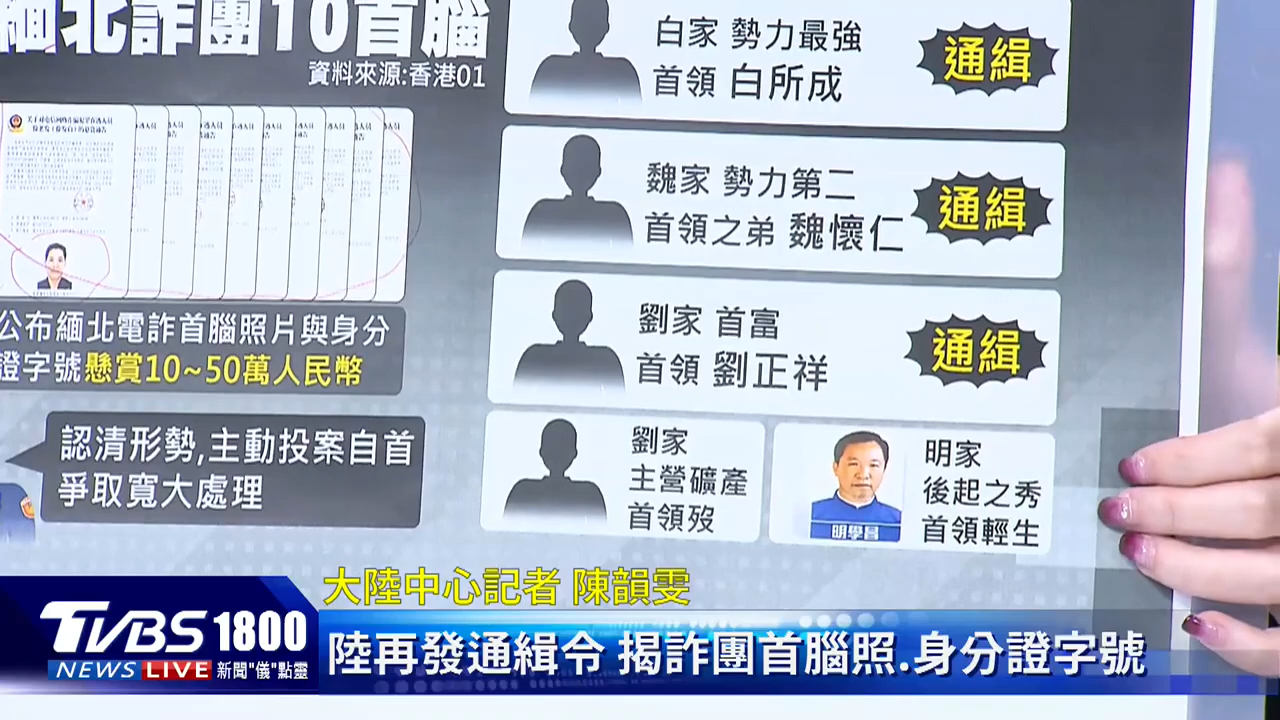 緬北詐團10首腦
資料來源:香港01
公布緬北電詐首腦照片與身分
證字號懸賞10~50萬人民幣
認清形勢,主動投案自首
爭取寬大處理
白家 勢力最強
首領 白所成
通緝
魏家 勢力第二
首領之弟 魏懷仁
通緝
劉家 首富
首領 劉正祥
通緝
劉家
主營礦產
首領歿
明家
後起之秀
首領輕生
明學昌
大陸中心記者 陳韻雯
陸再發通緝令 揭詐團首腦照.身分證字號
TVBS 1800
NEWS LIVE 新聞"儀"點靈